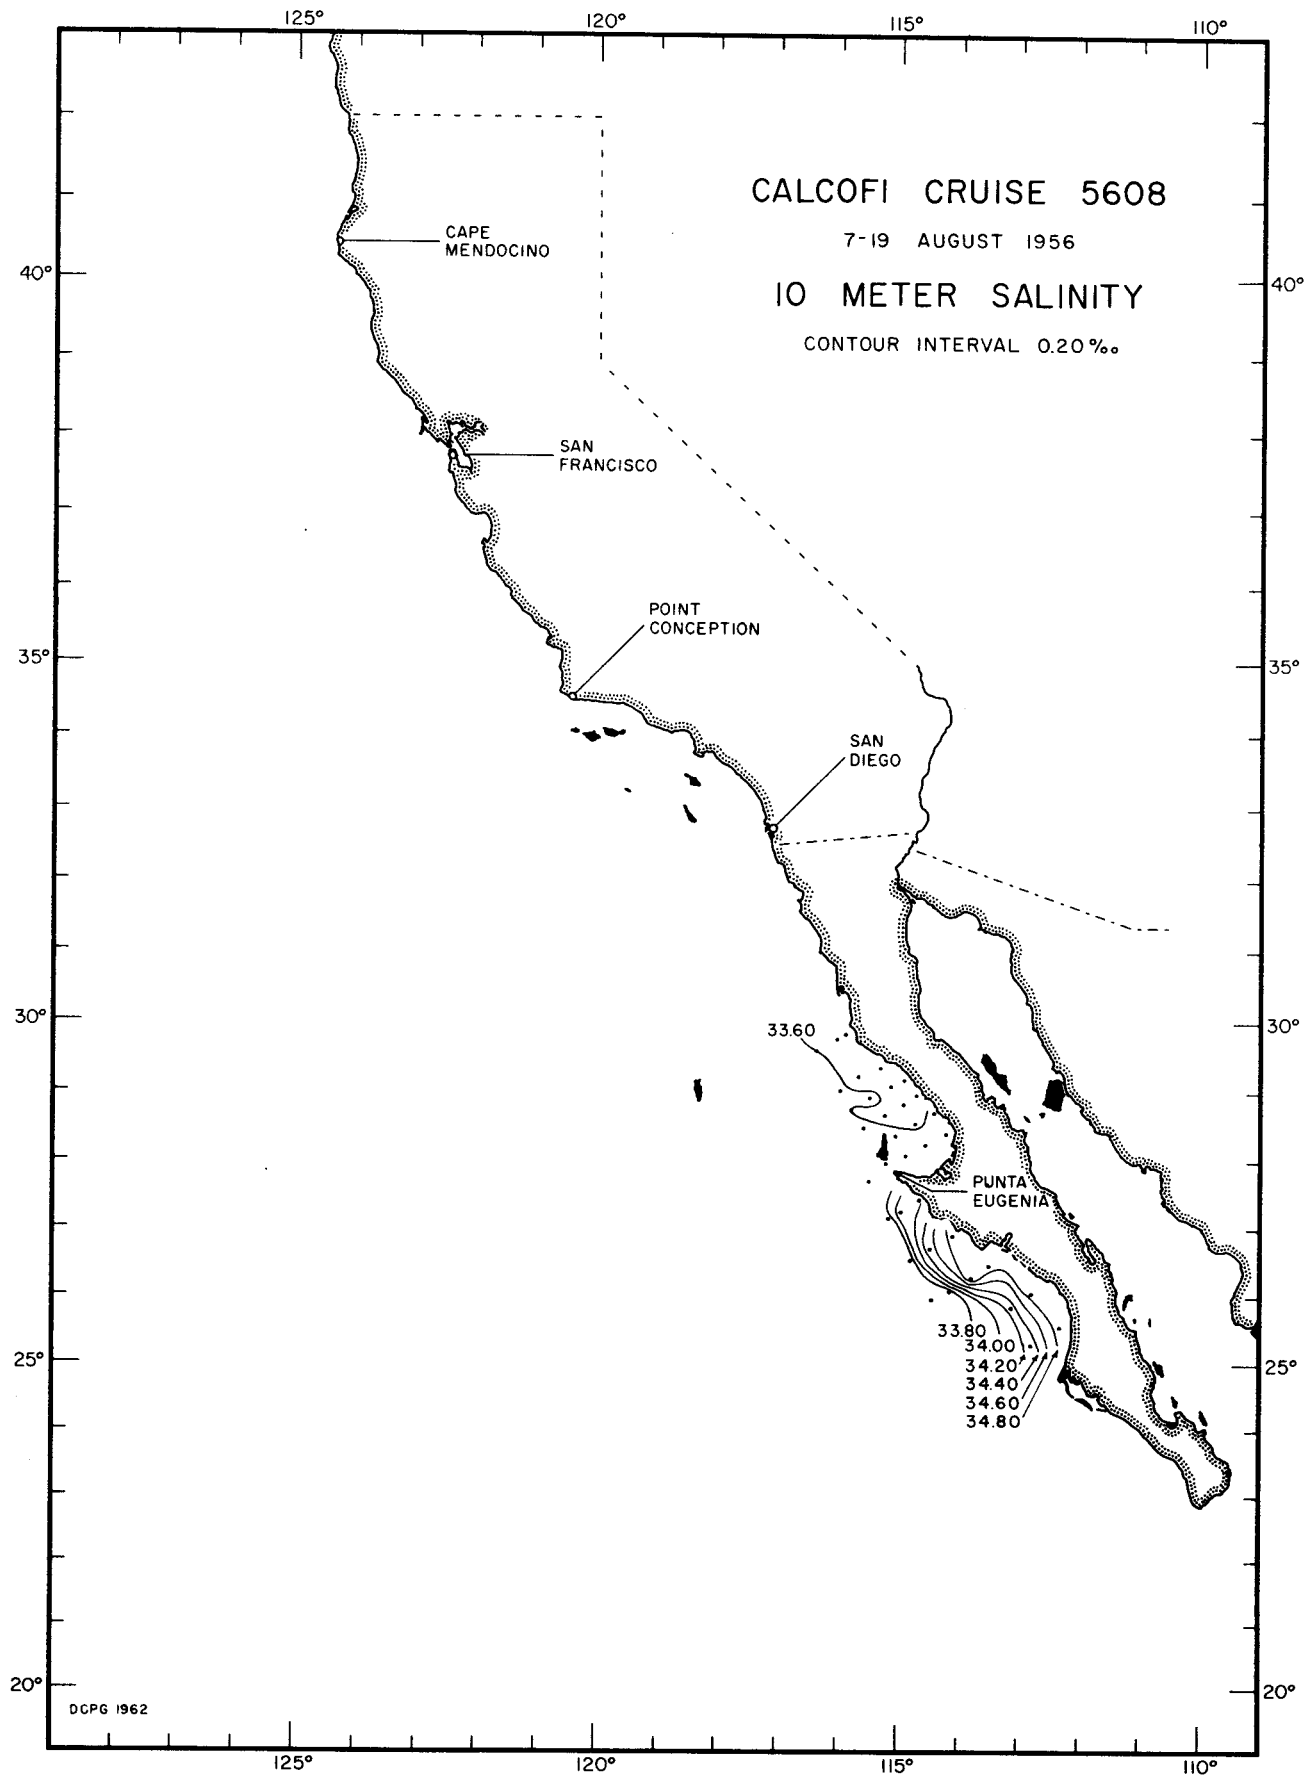 125°
120°
115°
110°
CALCOFI CRUISE 5608
7-19 AUGUST 1956
10 METER SALINITY
CONTOUR INTERVAL 0.20‰
CAPE
MENDOCINO
40°
40°
SAN
FRANCISCO
POINT
CONCEPTION
35°
35°
SAN
DIEGO
30°
30°
33.60
PUNTA
EUGENIA
33.80
34.00
34.20
34.40
34.60
34.80
25°
25°
20°
20°
DCPG 1962
125°
120°
115°
110°